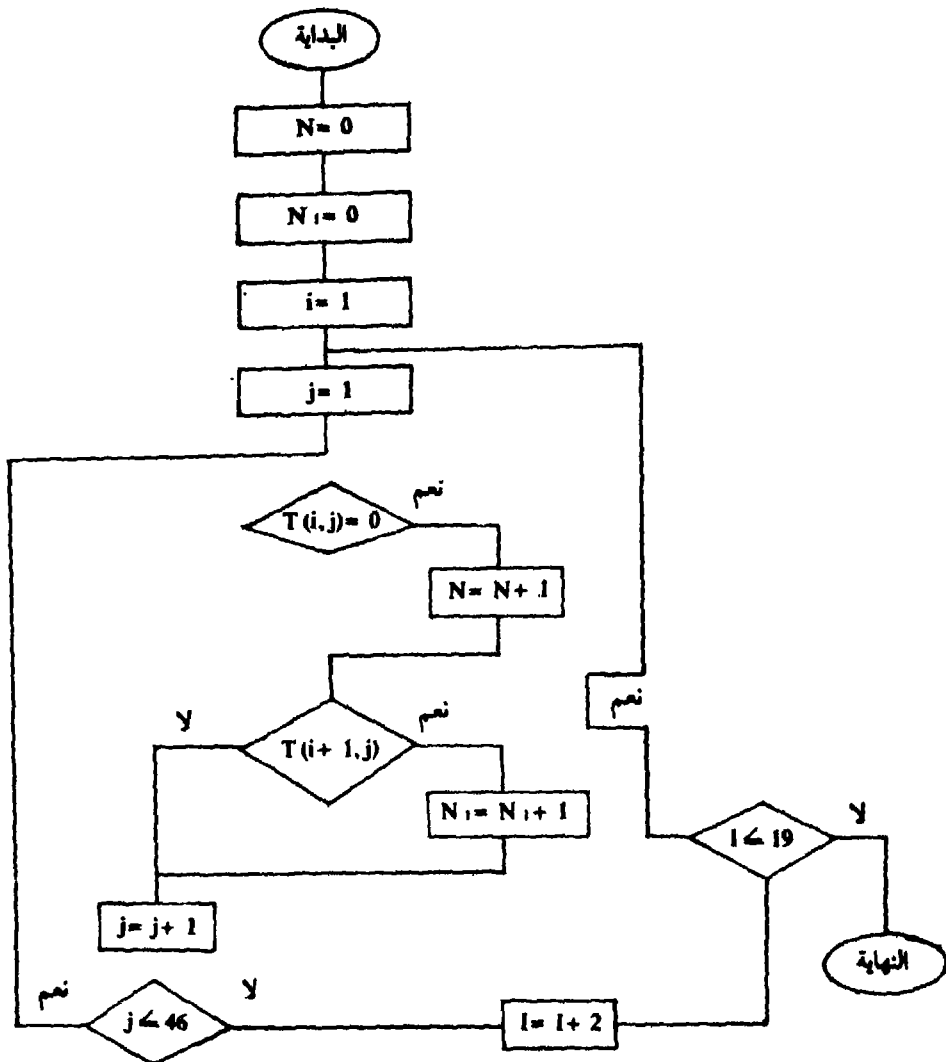 البداية
N= 0
N₁= 0
i= 1
j= 1
نعم
T(i,j)= 0
N= N+ 1
نعم
لا
نعم
T(i+ 1,j)
N₁= N₁+ 1
لا
I ≤ 19
j= j+ 1
النهاية
نعم
لا
j ≤ 46
I= I+ 2